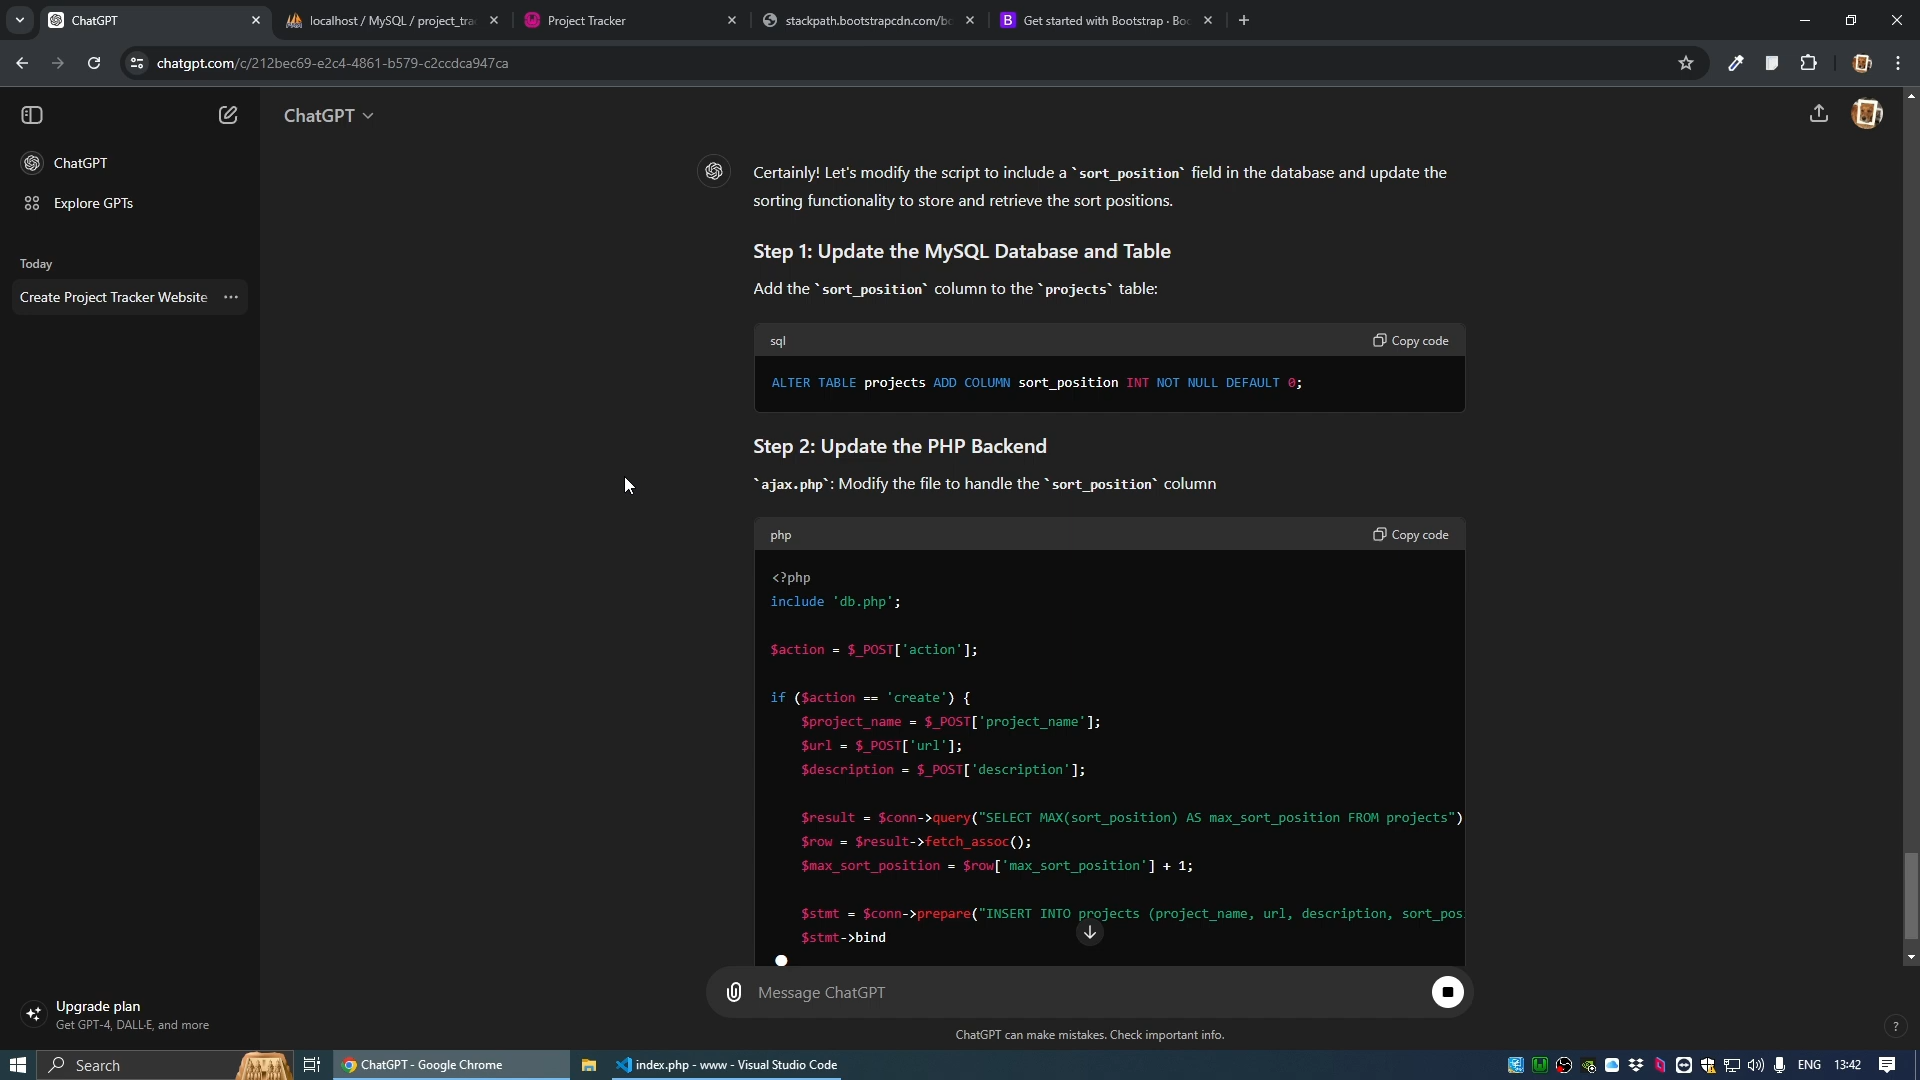 ChatGPT
localhost / MySQL / project_tra
Project Tracker
stackpath.bootstrapcdn.com/b
Get started with Bootstrap · Bo
chatgpt.com/c/212bec69-e2c4-4861-b579-c2ccdca947ca
ChatGPT
Explore GPTs
Today
Create Project Tracker Website
Upgrade plan
Get GPT-4, DALL·E, and more
ChatGPT
Certainly! Let's modify the script to include a `sort_position` field in the database and update the
sorting functionality to store and retrieve the sort positions.
Step 1: Update the MySQL Database and Table
Add the `sort_position` column to the `projects` table:
sql
Copy code
ALTER TABLE projects ADD COLUMN sort_position INT NOT NULL DEFAULT 0;
Step 2: Update the PHP Backend
`ajax.php`: Modify the file to handle the `sort_position` column
php
Copy code
<?php
include 'db.php';
$action = $_POST['action'];
if ($action == 'create') {
$project_name = $_POST['project_name'];
$url = $_POST['url'];
$description = $_POST['description'];
$result = $conn->query("SELECT MAX(sort_position) AS max_sort_position FROM projects")
$row = $result->fetch_assoc();
$max_sort_position = $row['max_sort_position'] + 1;
$stmt = $conn->prepare("INSERT INTO projects (project_name, url, description, sort_pos
$stmt->bind
Message ChatGPT
ChatGPT can make mistakes. Check important info.
?
Search
ChatGPT - Google Chrome
index.php - www - Visual Studio Code
ENG
13:42